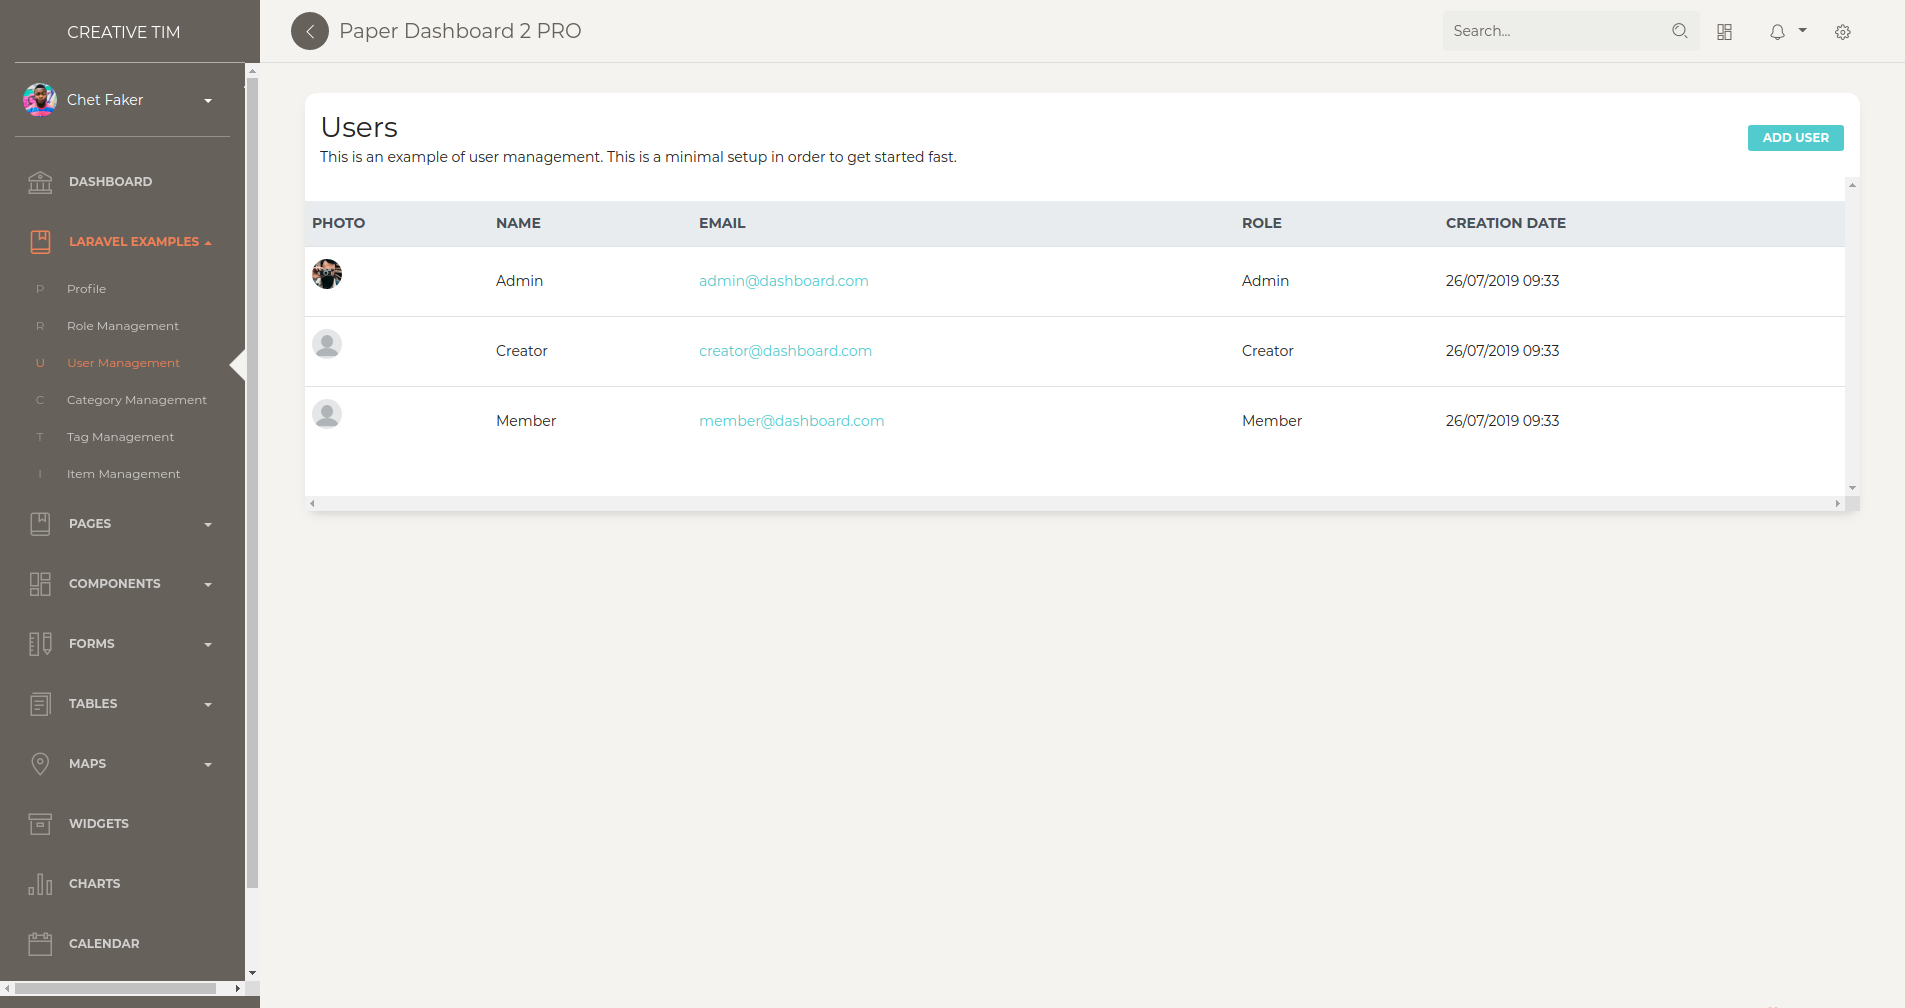 CREATIVE TIM
Paper Dashboard 2 PRO
Search...
Chet Faker
DASHBOARD
LARAVEL EXAMPLES
P Profile
R Role Management
U User Management
C Category Management
T Tag Management
I Item Management
PAGES
COMPONENTS
FORMS
TABLES
MAPS
WIDGETS
CHARTS
CALENDAR
Users
This is an example of user management. This is a minimal setup in order to get started fast.
ADD USER
PHOTO NAME EMAIL ROLE CREATION DATE
Admin admin@dashboard.com Admin 26/07/2019 09:33
Creator creator@dashboard.com Creator 26/07/2019 09:33
Member member@dashboard.com Member 26/07/2019 09:33